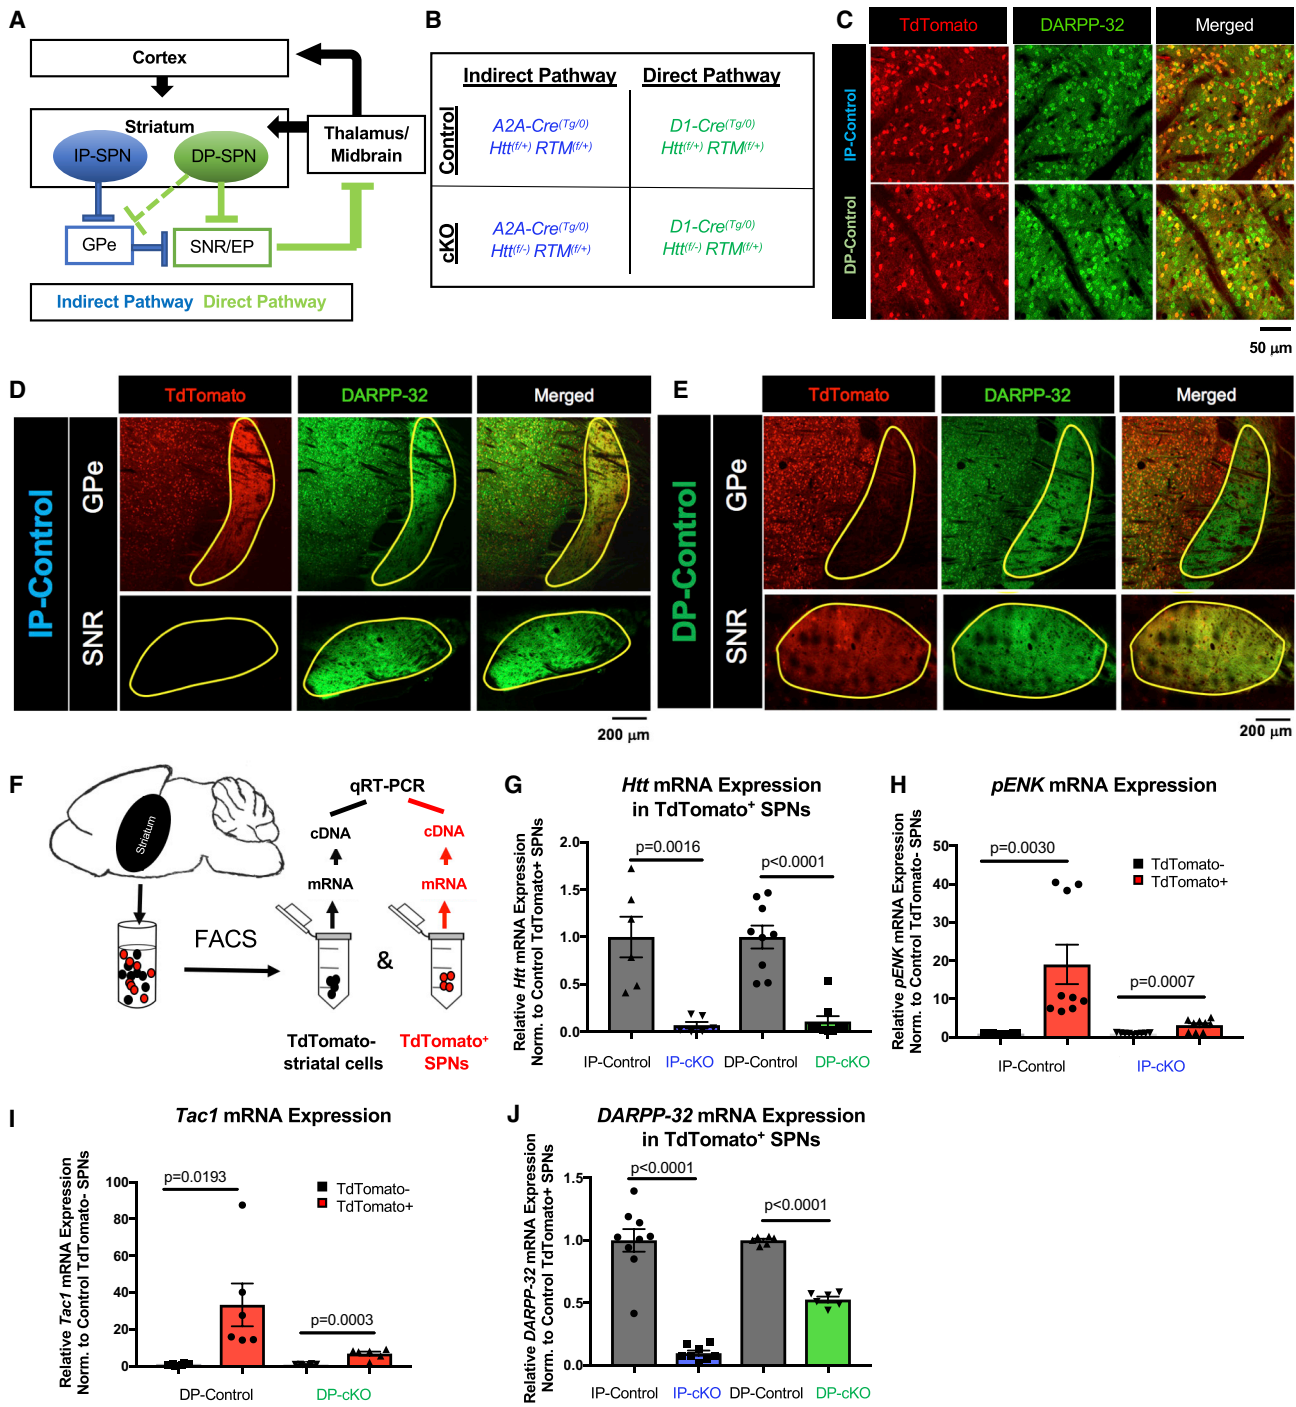 A
Cortex
Striatum
IP-SPN
DP-SPN
Thalamus/
Midbrain
GPe
SNR/EP
Indirect Pathway Direct Pathway
B
Indirect Pathway Direct Pathway
Control
A2A-Cre(Tg/0)
Htt(f/+) RTM(f/+)
D1-Cre(Tg/0)
Htt(f/+) RTM(f/+)
cKO
A2A-Cre(Tg/0)
Htt(f/-) RTM(f/+)
D1-Cre(Tg/0)
Htt(f/-) RTM(f/+)
C
TdTomato DARPP-32 Merged
IP-Control
DP-Control
50 µm
D
TdTomato DARPP-32 Merged
IP-Control
GPe
SNR
200 µm
E
TdTomato DARPP-32 Merged
DP-Control
GPe
SNR
200 µm
F
Striatum
FACS
qRT-PCR
cDNA cDNA
mRNA mRNA
&
TdTomato-
striatal cells
TdTomato+
SPNs
G
Htt mRNA Expression
in TdTomato+ SPNs
Relative Htt mRNA Expression
Norm. to Control TdTomato+ SPNs
2.0
1.5
1.0
0.5
0.0
p=0.0016
p<0.0001
IP-Control IP-cKO DP-Control DP-cKO
H
pENK mRNA Expression
Relative pENK mRNA Expression
Norm. to Control TdTomato- SPNs
50
40
30
20
10
0
p=0.0030
p=0.0007
TdTomato-
TdTomato+
IP-Control IP-cKO
I
Tac1 mRNA Expression
Relative Tac1 mRNA Expression
Norm. to Control TdTomato- SPNs
100
80
60
40
20
0
p=0.0193
p=0.0003
TdTomato-
TdTomato+
DP-Control DP-cKO
J
DARPP-32 mRNA Expression
in TdTomato+ SPNs
Relative DARPP-32 mRNA Expression
Norm. to Control TdTomato+ SPNs
1.5
1.0
0.5
0.0
p<0.0001
p<0.0001
IP-Control IP-cKO DP-Control DP-cKO